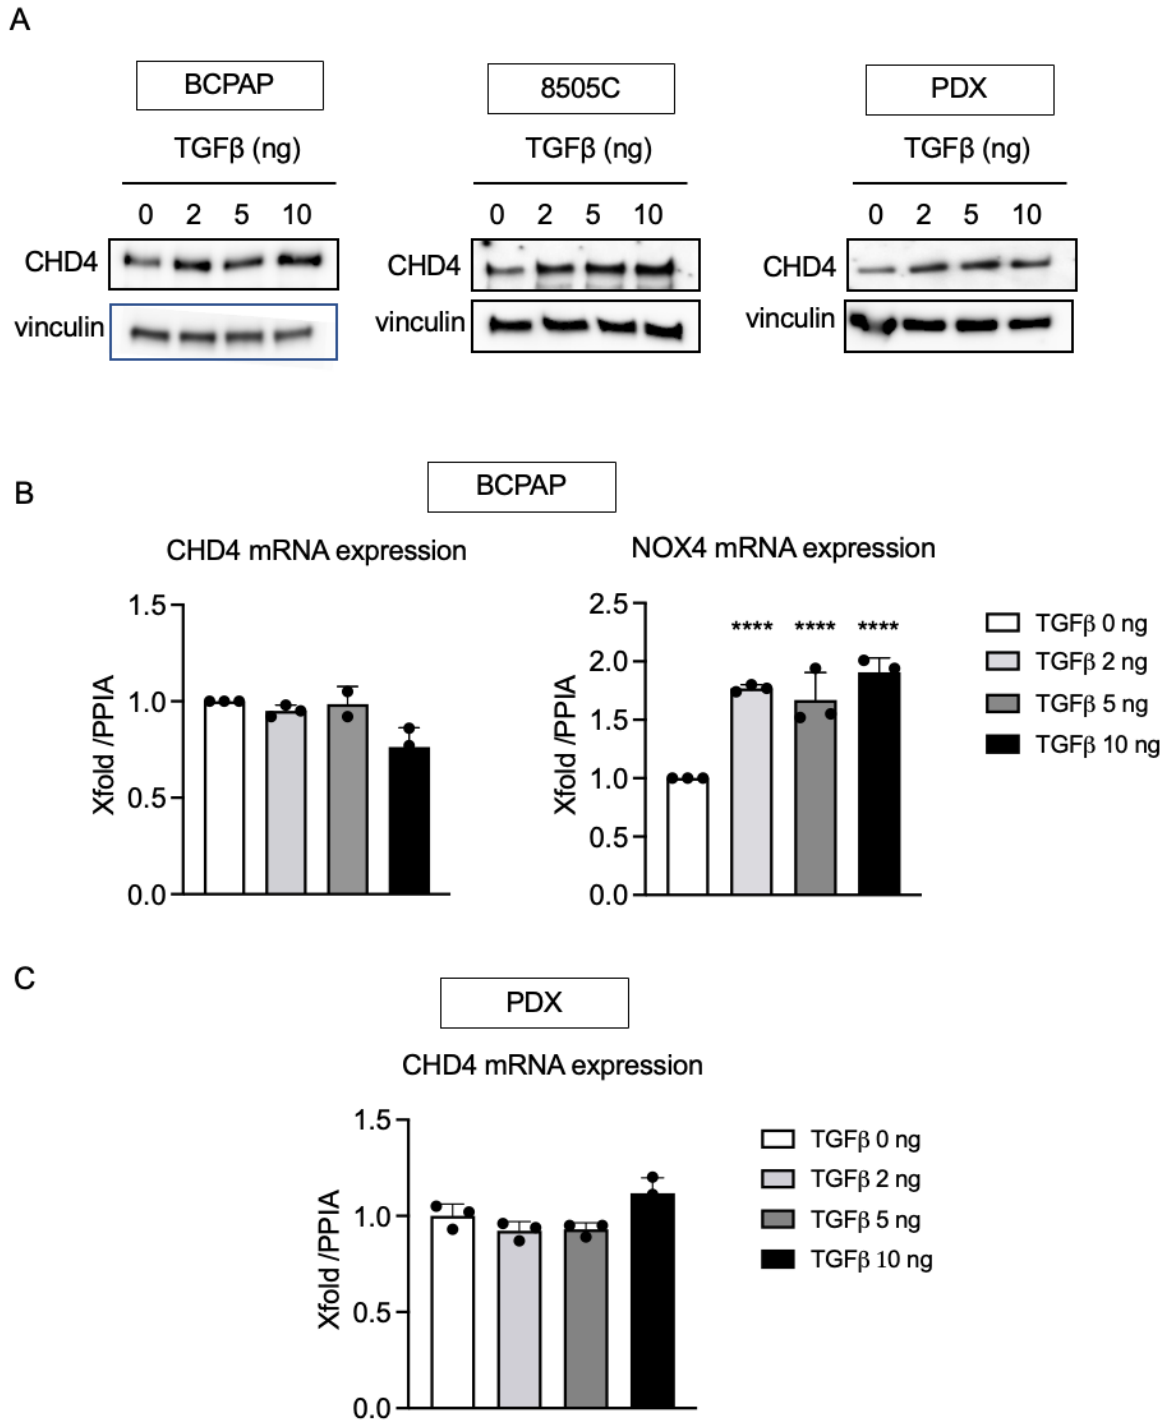 A
BCPAP
8505C
PDX
TGFβ (ng)
TGFβ (ng)
TGFβ (ng)
0 2 5 10
0 2 5 10
0 2 5 10
CHD4
CHD4
CHD4
vinculin
vinculin
vinculin
B
BCPAP
CHD4 mRNA expression
Xfold /PPIA
1.5
1.0
0.5
0.0
NOX4 mRNA expression
Xfold /PPIA
2.5
2.0
1.5
1.0
0.5
0.0
**** **** ****
TGFβ 0 ng
TGFβ 2 ng
TGFβ 5 ng
TGFβ 10 ng
C
PDX
CHD4 mRNA expression
Xfold /PPIA
1.5
1.0
0.5
0.0
TGFβ 0 ng
TGFβ 2 ng
TGFβ 5 ng
TGFβ 10 ng